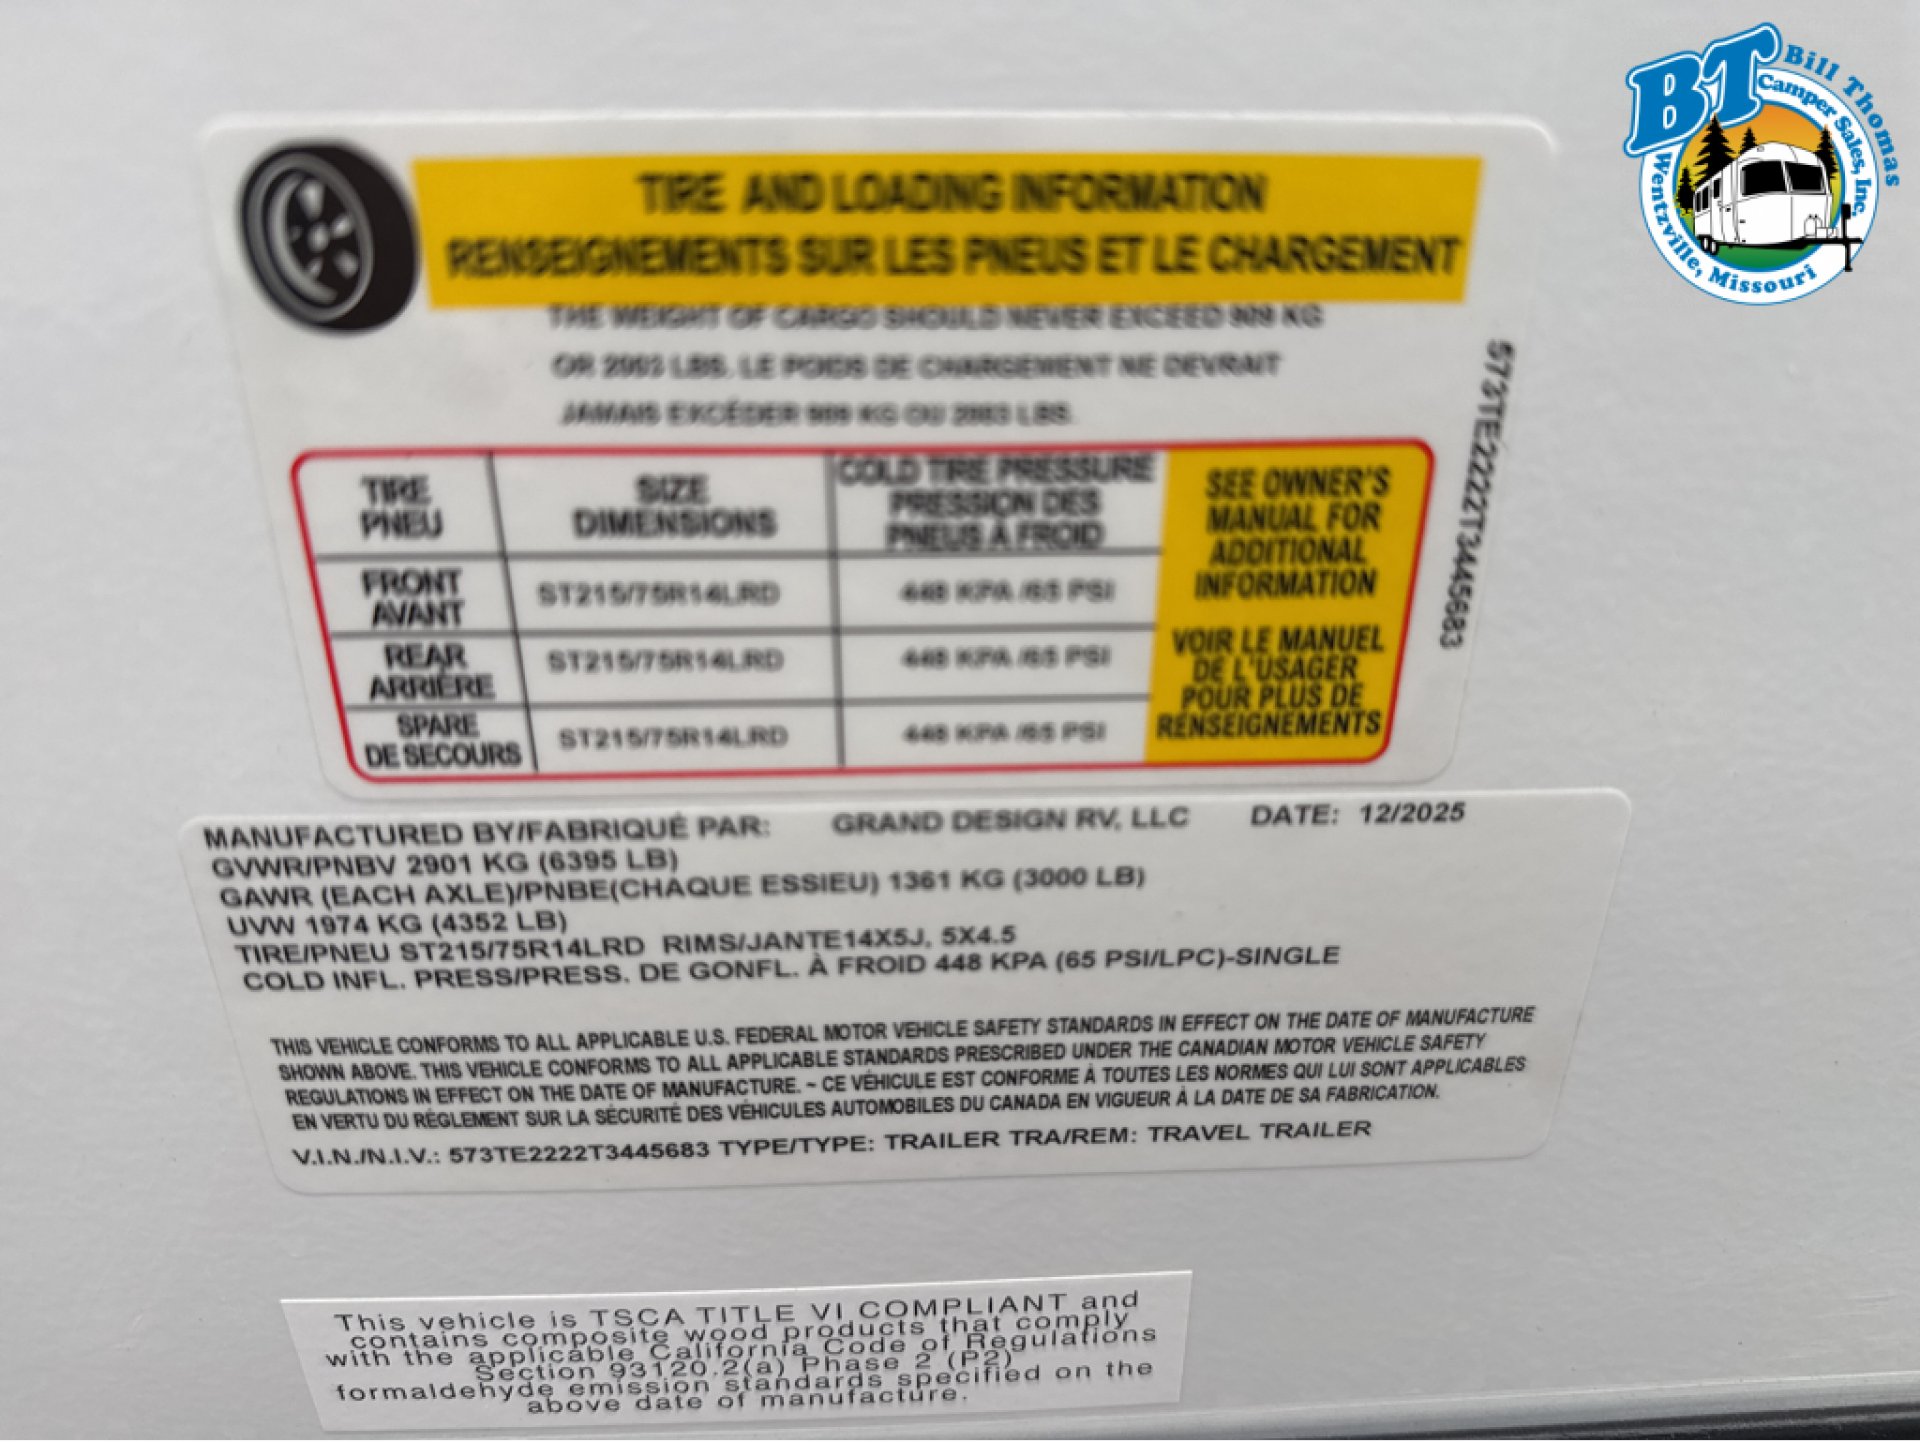 BT Bill Thomas
Camper Sales, Inc.
Wentzville, Missouri
TIRE AND LOADING INFORMATION
RENSEIGNEMENTS SUR LES PNEUS ET LE CHARGEMENT
THE WEIGHT OF CARGO SHOULD NEVER EXCEED 909 KG
OR 2003 LBS. LE POIDS DE CHARGEMENT NE DEVRAIT
JAMAIS EXCÉDER 909 KG OU 2003 LBS.
TIRE
PNEU
SIZE
DIMENSIONS
COLD TIRE PRESSURE
PRESSION DES
PNEUS À FROID
FRONT
AVANT
ST215/75R14LRD
448 KPA /65 PSI
REAR
ARRIÈRE
ST215/75R14LRD
448 KPA /65 PSI
SPARE
DE SECOURS
ST215/75R14LRD
448 KPA /65 PSI
SEE OWNER'S
MANUAL FOR
ADDITIONAL
INFORMATION
VOIR LE MANUEL
DE L'USAGER
POUR PLUS DE
RENSEIGNEMENTS
573TE2222T3445683
MANUFACTURED BY/FABRIQUÉ PAR: GRAND DESIGN RV, LLC DATE: 12/2025
GVWR/PNBV 2901 KG (6395 LB)
GAWR (EACH AXLE)/PNBE(CHAQUE ESSIEU) 1361 KG (3000 LB)
UVW 1974 KG (4352 LB)
TIRE/PNEU ST215/75R14LRD RIMS/JANTE14X5J, 5X4.5
COLD INFL. PRESS/PRESS. DE GONFL. À FROID 448 KPA (65 PSI/LPC)-SINGLE
THIS VEHICLE CONFORMS TO ALL APPLICABLE U.S. FEDERAL MOTOR VEHICLE SAFETY STANDARDS IN EFFECT ON THE DATE OF MANUFACTURE
SHOWN ABOVE. THIS VEHICLE CONFORMS TO ALL APPLICABLE STANDARDS PRESCRIBED UNDER THE CANADIAN MOTOR VEHICLE SAFETY
REGULATIONS IN EFFECT ON THE DATE OF MANUFACTURE. ~ CE VÉHICULE EST CONFORME À TOUTES LES NORMES QUI LUI SONT APPLICABLES
EN VERTU DU RÉGLEMENT SUR LA SÉCURITÉ DES VÉHICULES AUTOMOBILES DU CANADA EN VIGUEUR À LA DATE DE SA FABRICATION.
V.I.N./N.I.V.: 573TE2222T3445683 TYPE/TYPE: TRAILER TRA/REM: TRAVEL TRAILER
This vehicle is TSCA TITLE VI COMPLIANT and
contains composite wood products that comply
with the applicable California Code of Regulations
Section 93120.2(a) Phase 2 (P2)
formaldehyde emission standards specified on the
above date of manufacture.